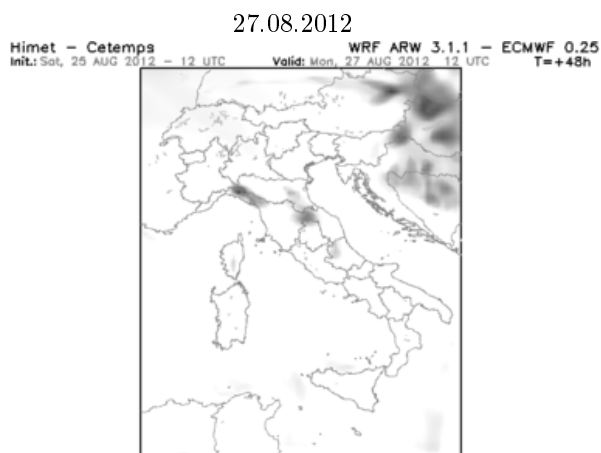 27.08.2012
Himet – Cetemps WRF ARW 3.1.1 – ECMWF 0.25
Init.: Sat, 25 AUG 2012 – 12 UTC Valid: Mon, 27 AUG 2012 12 UTC T=+48h